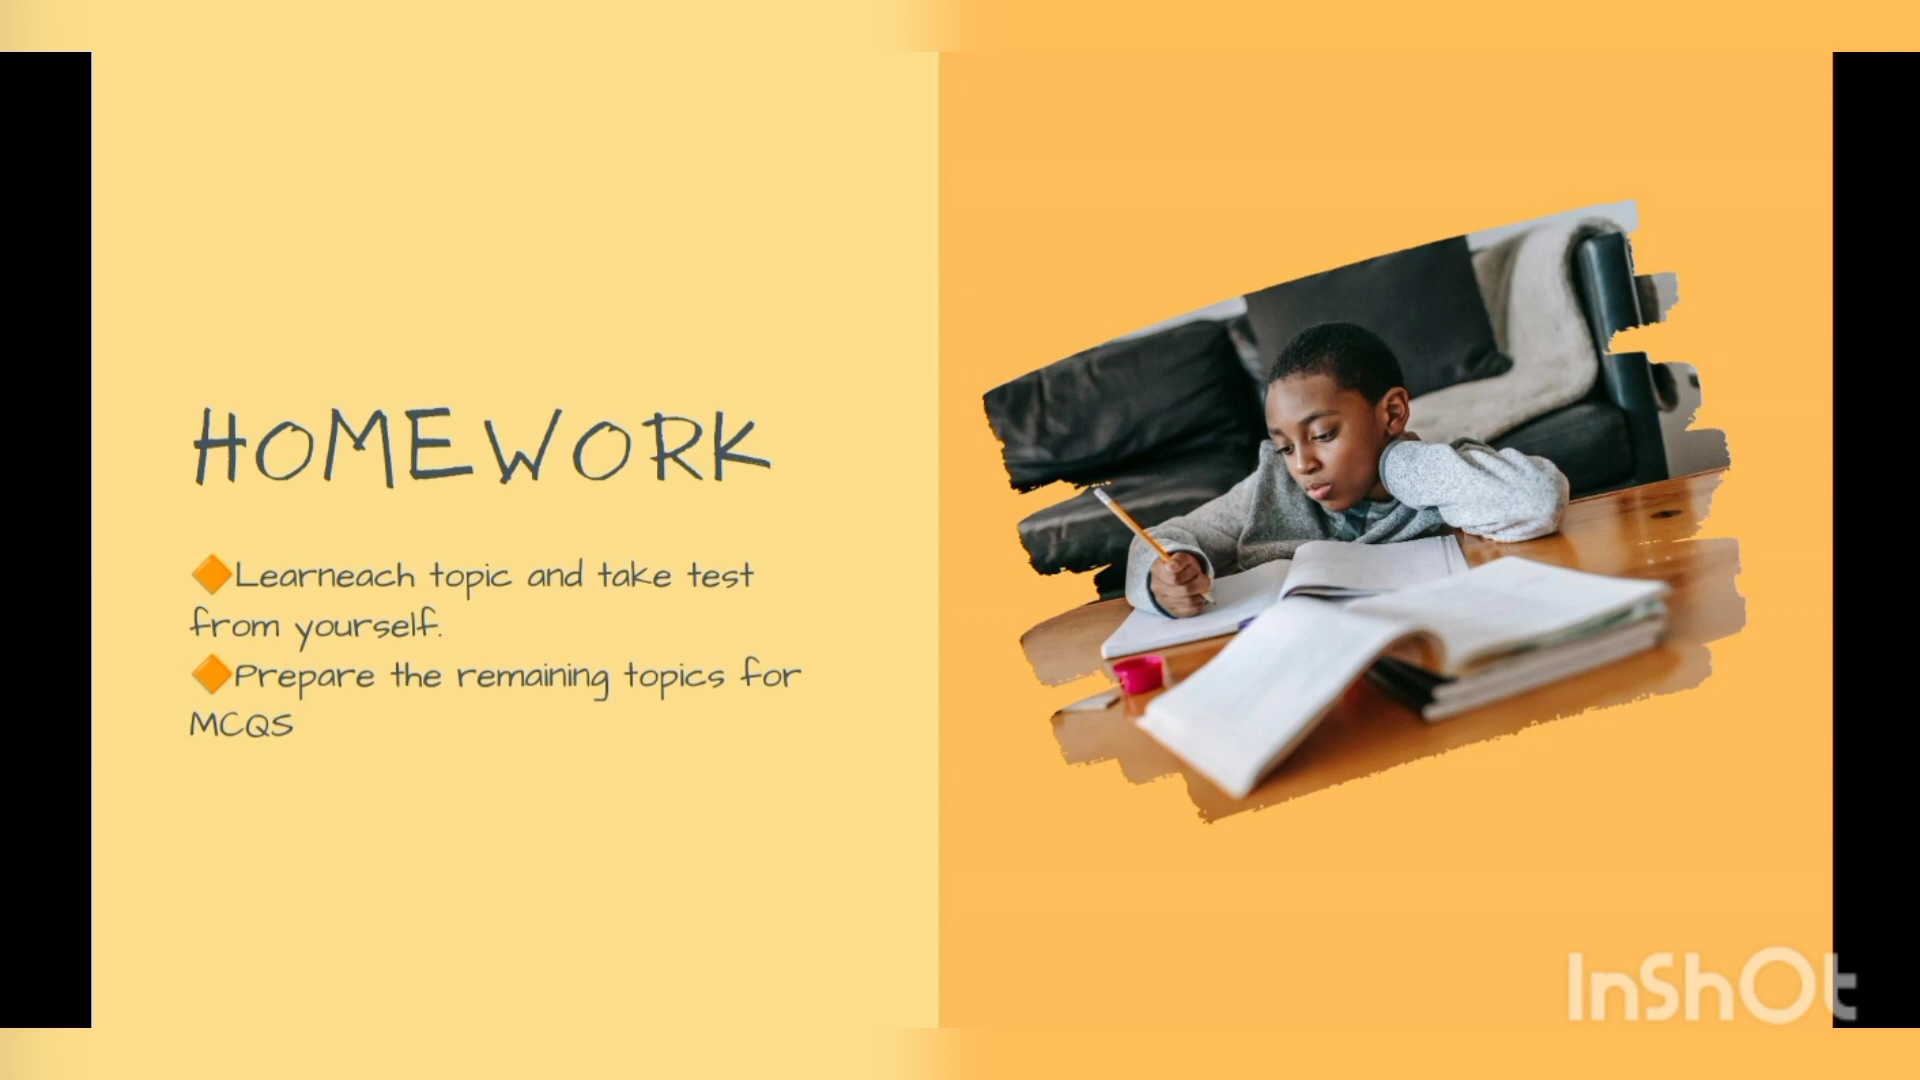 HOMEWORK
🔶Learneach topic and take test
from yourself.
🔶Prepare the remaining topics for
MCQS
InShOt